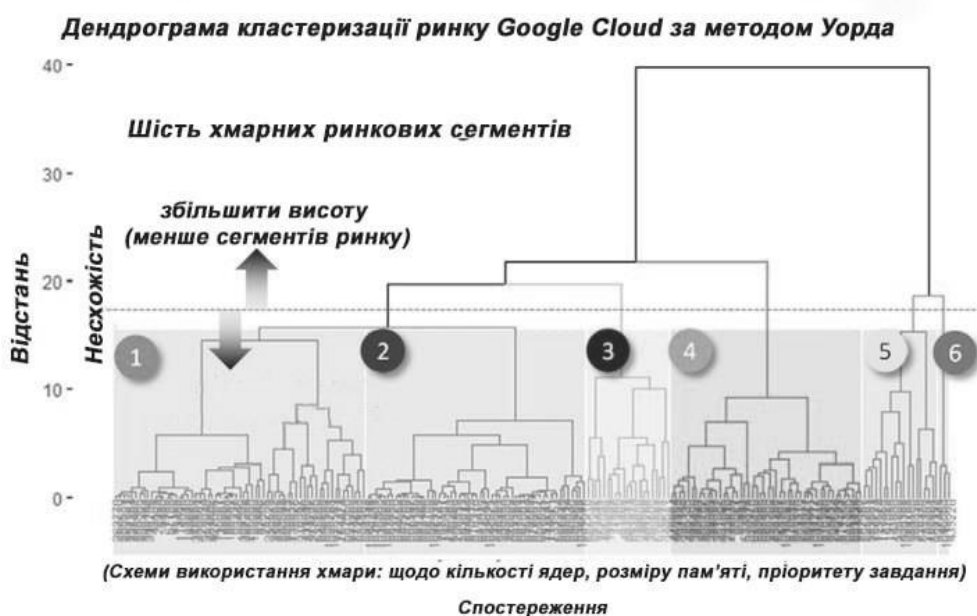 Дендрограма кластеризації ринку Google Cloud за методом Уорда
40
Шість хмарних ринкових сегментів
30
збільшити висоту
(менше сегментів ринку)
Відстань
Несхожість
20
1
2
3
4
5
6
10
0
(Схеми використання хмари: щодо кількості ядер, розміру пам’яті, пріоритету завдання)
Спостереження